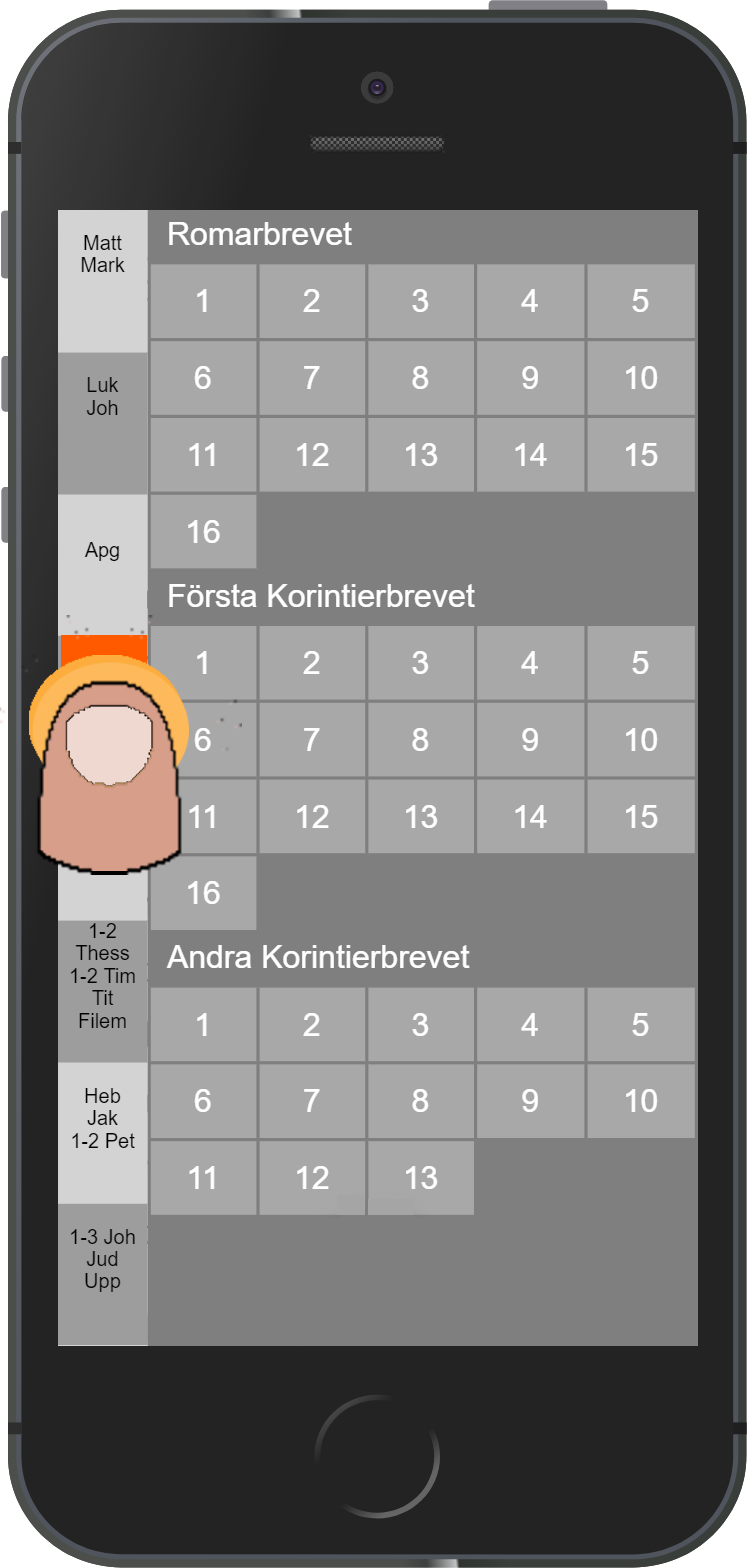 Matt
Mark
Luk
Joh
Apg
1-2
Thess
1-2 Tim
Tit
Filem
Heb
Jak
1-2 Pet
1-3 Joh
Jud
Upp
Romarbrevet
1 2 3 4 5
6 7 8 9 10
11 12 13 14 15
16
Första Korintierbrevet
1 2 3 4 5
6 7 8 9 10
11 12 13 14 15
16
Andra Korintierbrevet
1 2 3 4 5
6 7 8 9 10
11 12 13